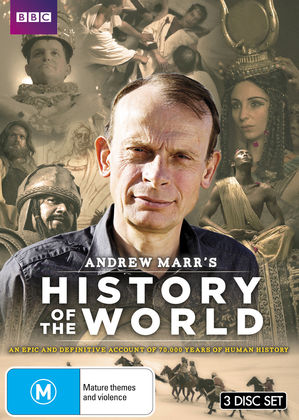 BBC
ANDREW MARR'S
HISTORY
OF THE WORLD
AN EPIC AND DEFINITIVE ACCOUNT OF 70,000 YEARS OF HUMAN HISTORY
M
Mature themes
and violence
3 DISC SET